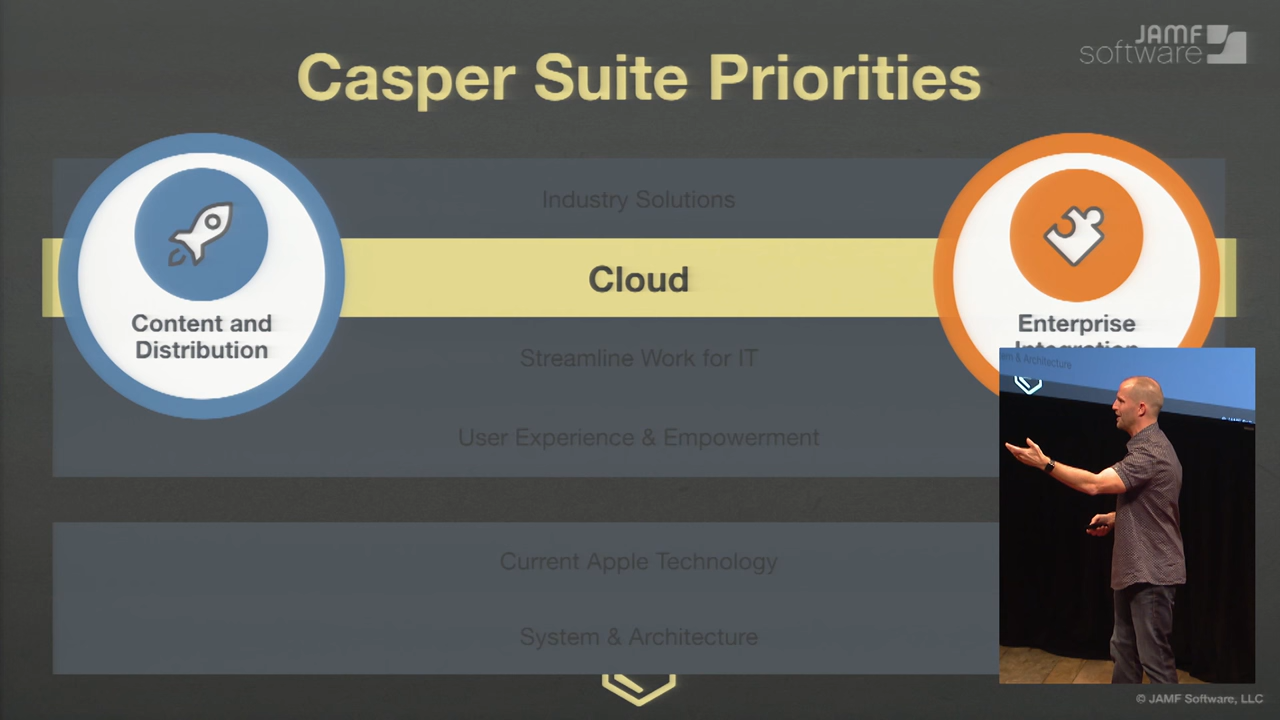 JAMF
software
Casper Suite Priorities
Industry Solutions
Cloud
Content and
Distribution
Enterprise
Integration
Streamline Work for IT
User Experience & Empowerment
Current Apple Technology
System & Architecture
& Architecture
© JAMF Software, LLC